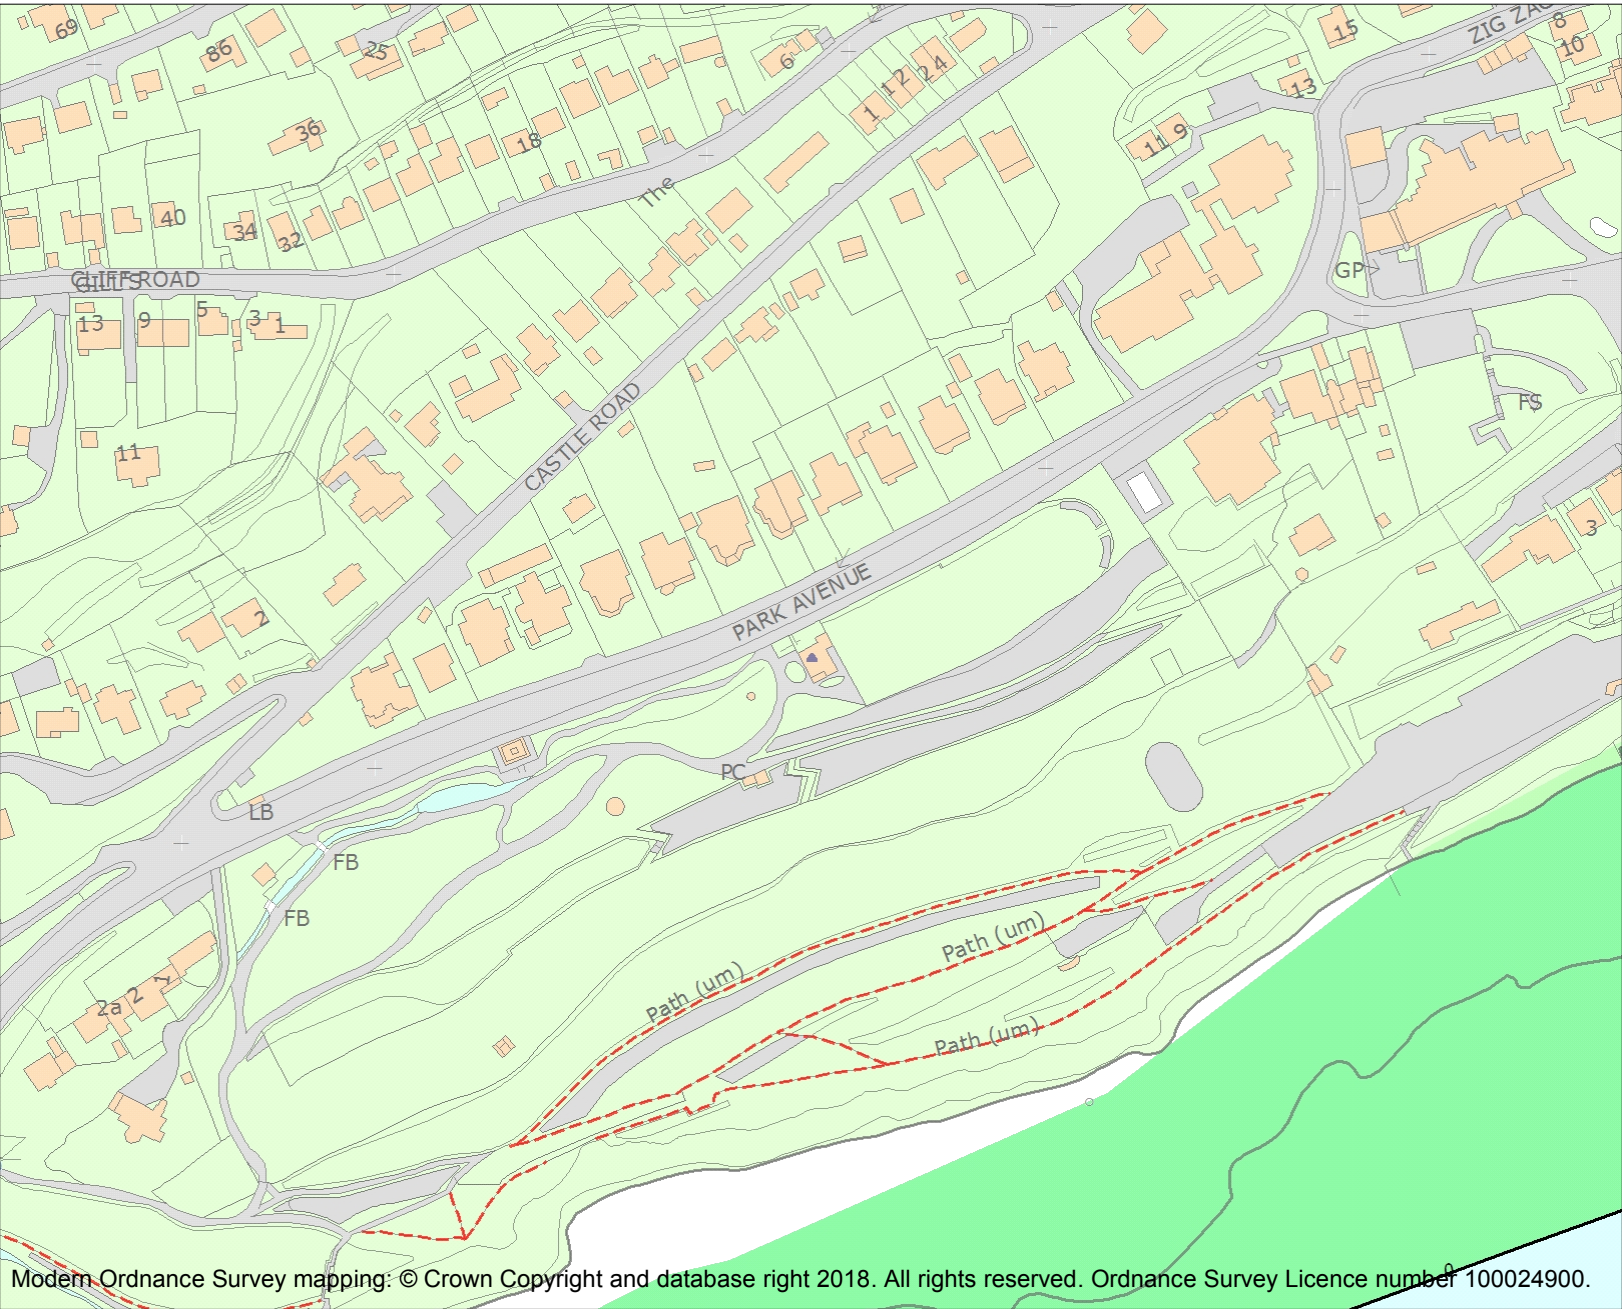 69
86
25
6
15
ZIG ZAG
8
10
13
1
1 2
2 4
36
18
11 9
The
40
34
32
CLIFF ROAD
GILLS
GP
13
9
5
3
1
11
CASTLE ROAD
FS
3
2
PARK AVENUE
PC
LB
FB
FB
Path (um)
Path (um)
Path (um)
2a
2
1
0
Modern Ordnance Survey mapping: © Crown Copyright and database right 2018. All rights reserved. Ordnance Survey Licence number 100024900.